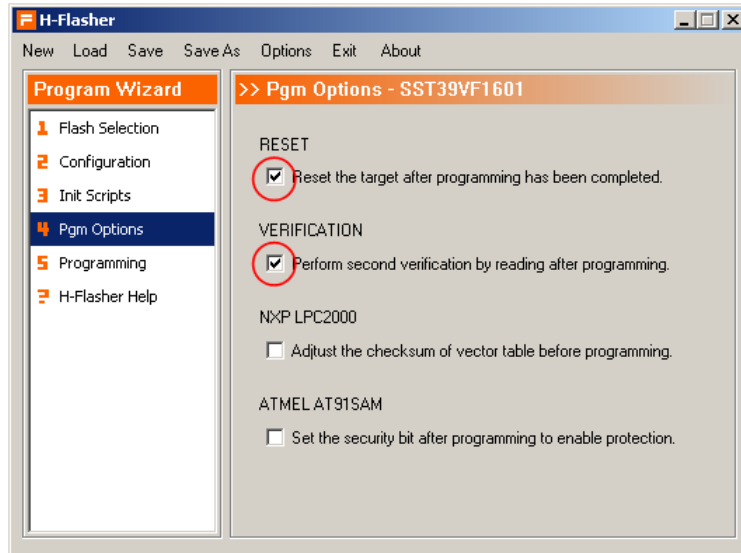 H-Flasher
New Load Save Save As Options Exit About
Program Wizard
1 Flash Selection
2 Configuration
3 Init Scripts
4 Pgm Options
5 Programming
? H-Flasher Help
>> Pgm Options - SST39VF1601
RESET
Reset the target after programming has been completed.
VERIFICATION
Perform second verification by reading after programming.
NXP LPC2000
Adjtust the checksum of vector table before programming.
ATMEL AT91SAM
Set the security bit after programming to enable protection.